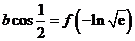 b cos 1/2 = f(−ln √e)